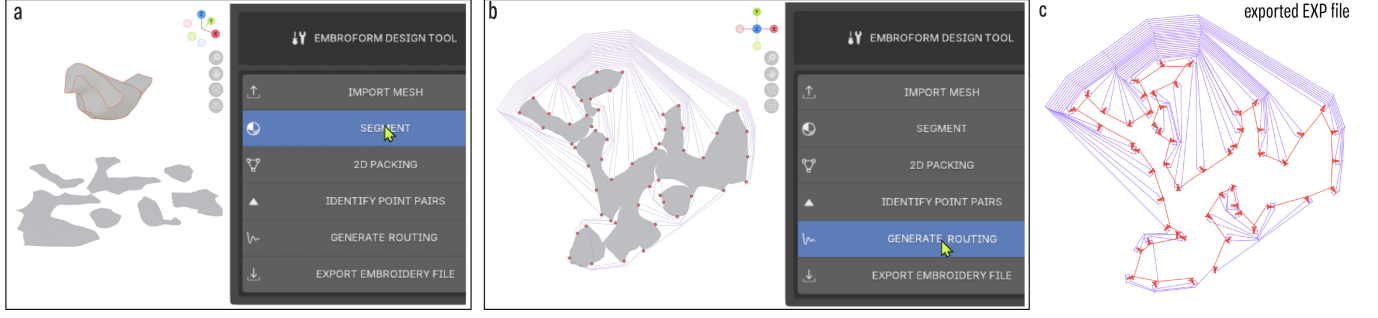 a
Z
Y
X
EMBROFORM DESIGN TOOL
IMPORT MESH
SEGMENT
2D PACKING
IDENTIFY POINT PAIRS
GENERATE ROUTING
EXPORT EMBROIDERY FILE
b
Y
Z
X
EMBROFORM DESIGN TOOL
IMPORT MESH
SEGMENT
2D PACKING
IDENTIFY POINT PAIRS
GENERATE ROUTING
EXPORT EMBROIDERY FILE
c
exported EXP file